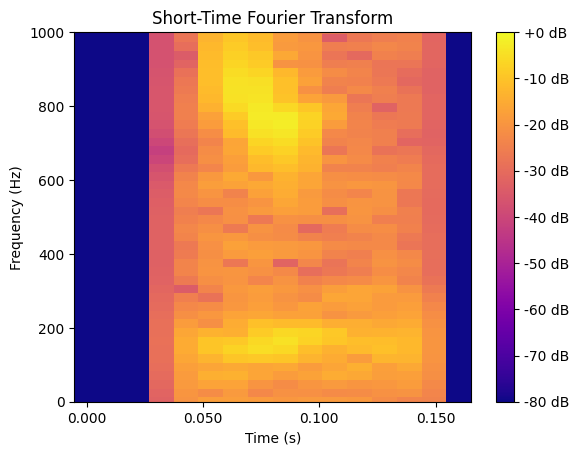 Short-Time Fourier Transform
1000
800
600
400
200
0
Frequency (Hz)
0.000
0.050
0.100
0.150
Time (s)
+0 dB
-10 dB
-20 dB
-30 dB
-40 dB
-50 dB
-60 dB
-70 dB
-80 dB